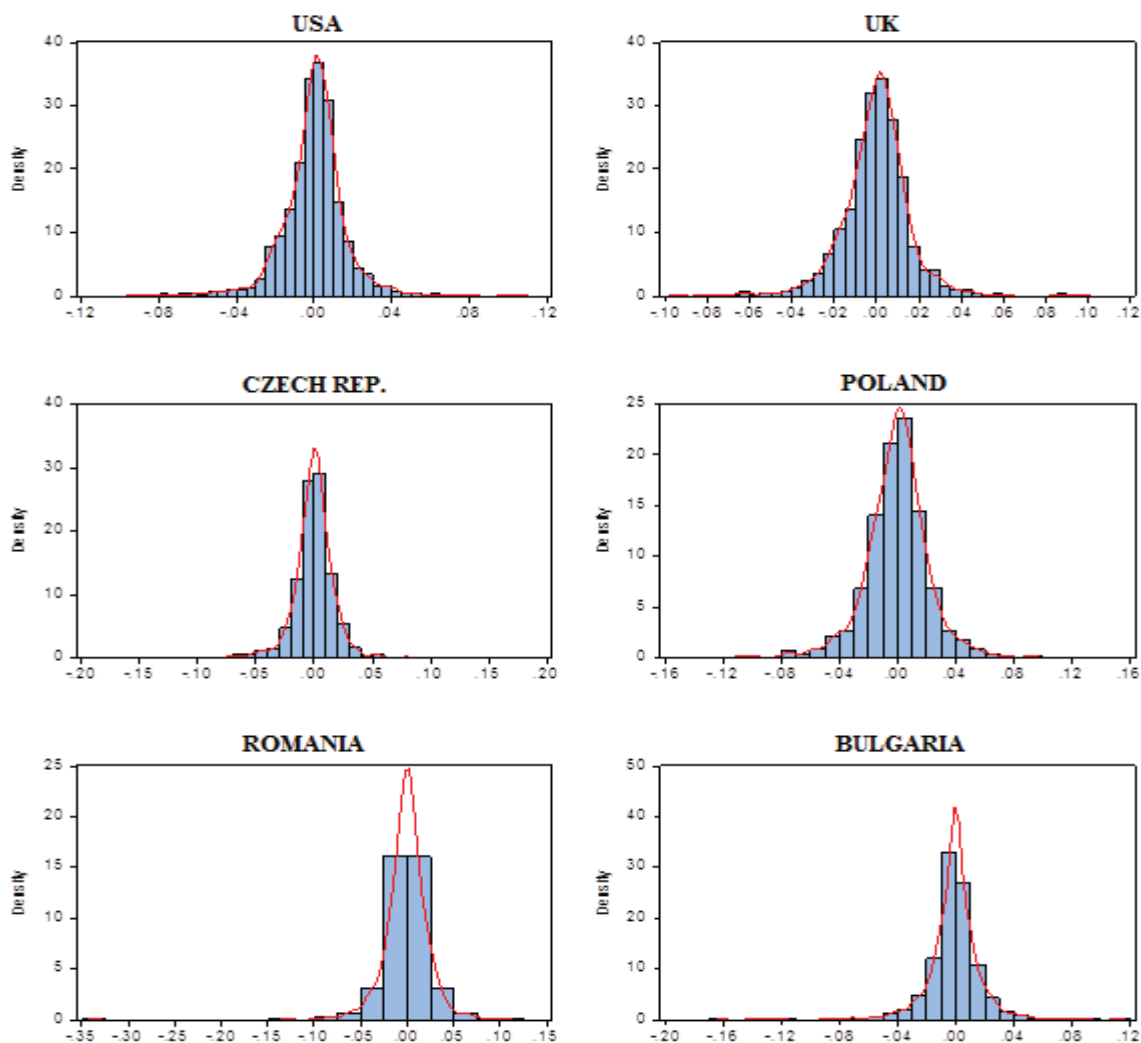 USA
UK
40
30
20
10
0
Density
-.12 -.08 -.04 .00 .04 .08 .12
40
30
20
10
0
Density
-.10 -.08 -.06 -.04 -.02 .00 .02 .04 .06 .08 .10 .12
CZECH REP.
POLAND
40
30
20
10
0
Density
-.20 -.15 -.10 -.05 .00 .05 .10 .15 .20
25
20
15
10
5
0
Density
-.16 -.12 -.08 -.04 .00 .04 .08 .12 .16
ROMANIA
BULGARIA
25
20
15
10
5
0
Density
-.35 -.30 -.25 -.20 -.15 -.10 -.05 .00 .05 .10 .15
50
40
30
20
10
0
Density
-.20 -.16 -.12 -.08 -.04 .00 .04 .08 .12